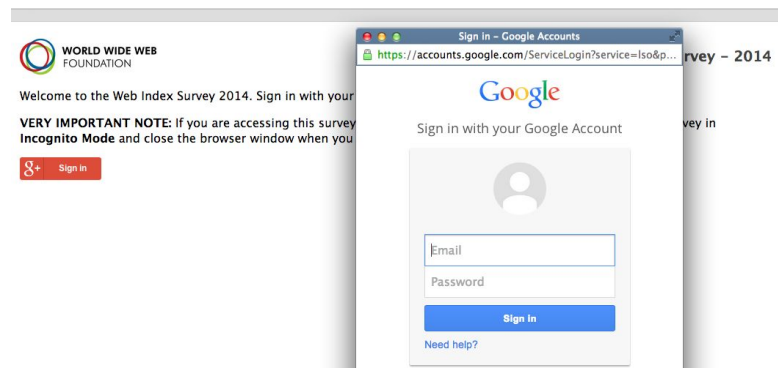 WORLD WIDE WEB
FOUNDATION
rvey – 2014
Welcome to the Web Index Survey 2014. Sign in with your
VERY IMPORTANT NOTE: If you are accessing this survey
vey in
Incognito Mode and close the browser window when you
g+ Sign in
Sign in – Google Accounts
https://accounts.google.com/ServiceLogin?service=lso&p...
Google
Sign in with your Google Account
Email
Password
Sign in
Need help?